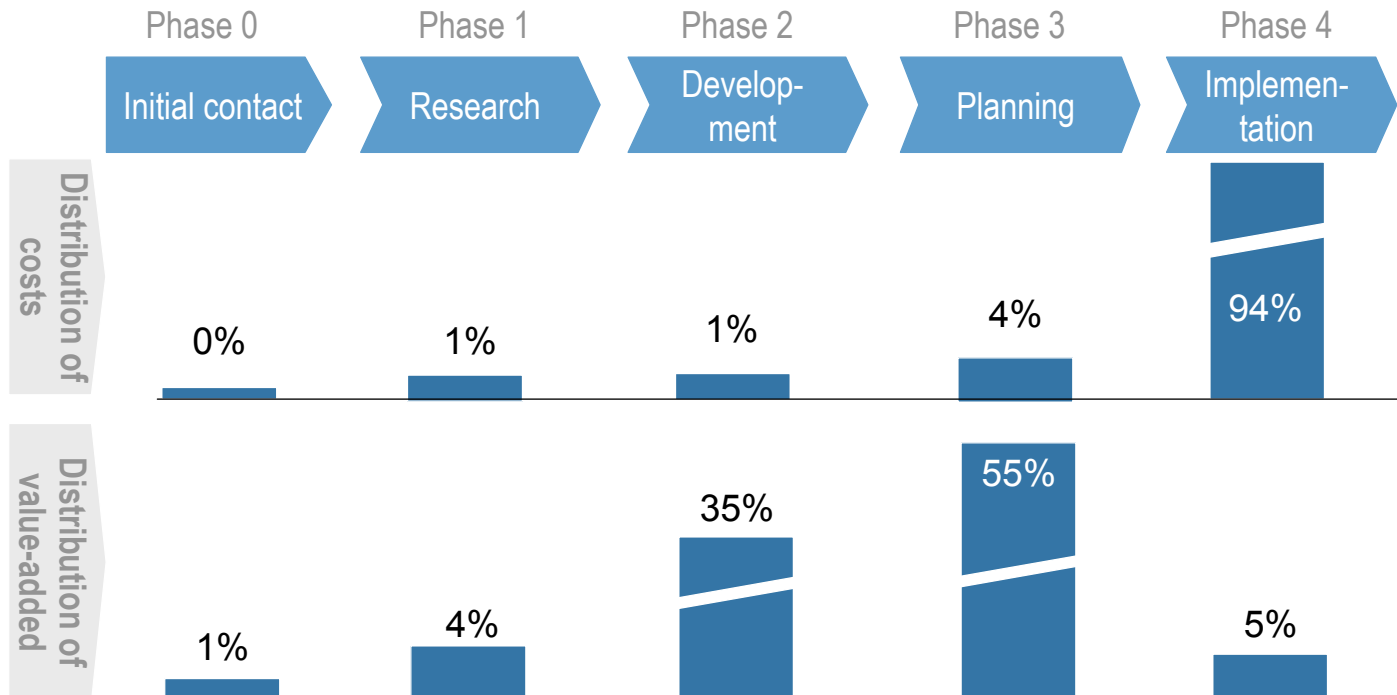 Phase 0
Phase 1
Phase 2
Phase 3
Phase 4
Initial contact
Research
Develop-
ment
Planning
Implemen-
tation
Distribution of
costs
0%
1%
1%
4%
94%
Distribution of
value-added
1%
4%
35%
55%
5%